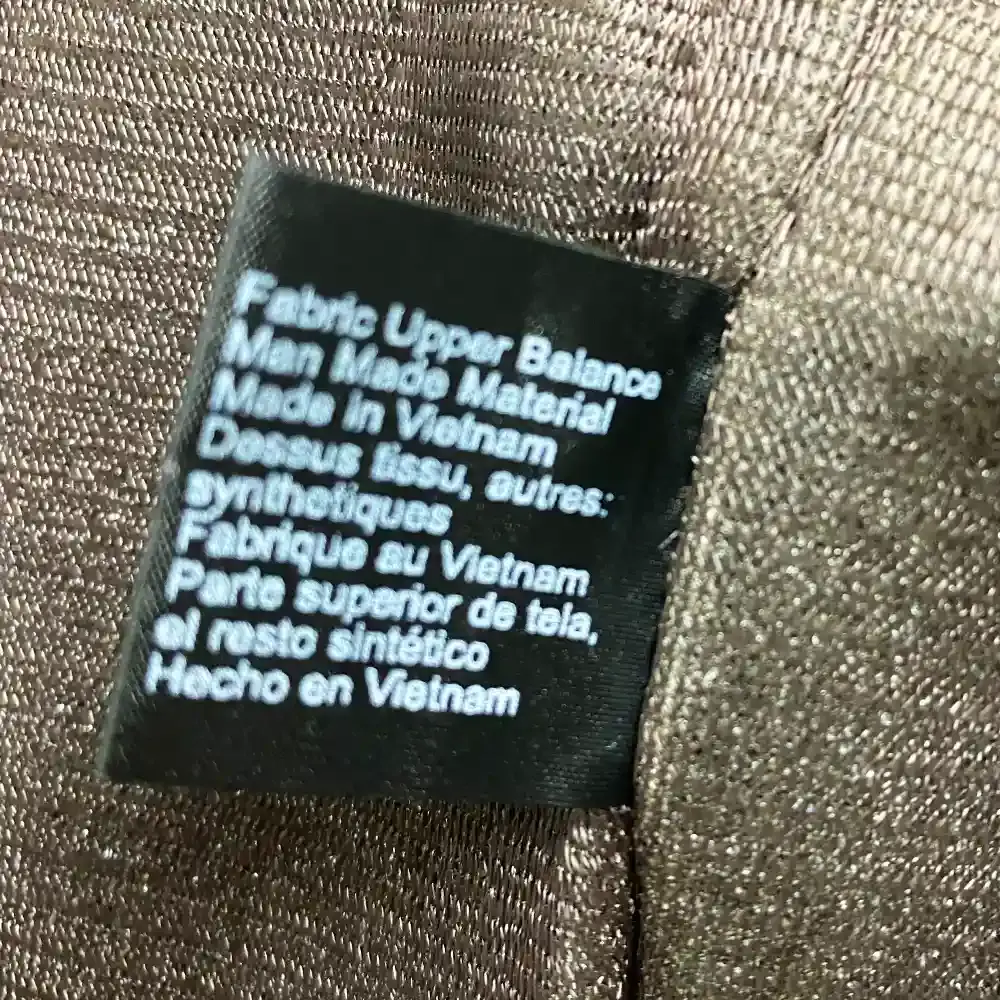 Fabric Upper Balance
Man Made Material
Made in Vietnam
Dessus tissu, autres:
synthetiques
Fabrique au Vietnam
Parte superior de tela,
el resto sintético
Hecho en Vietnam